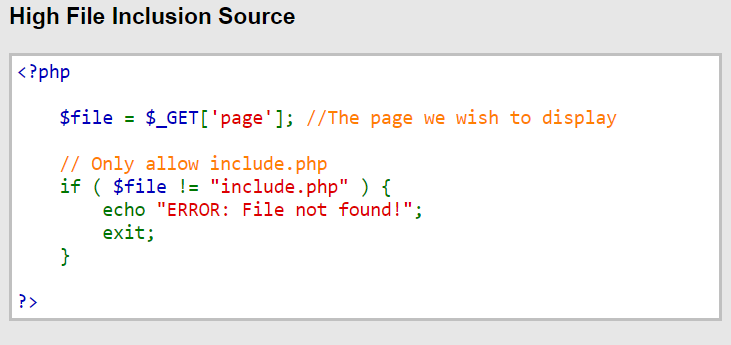 High File Inclusion Source
<?php
$file = $_GET['page']; //The page we wish to display
// Only allow include.php
if ( $file != "include.php" ) {
echo "ERROR: File not found!";
exit;
}
?>